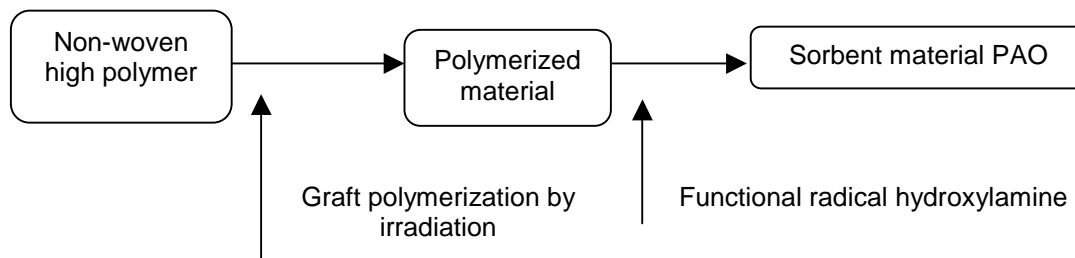 Non-woven
high polymer
Polymerized
material
Sorbent material PAO
Graft polymerization by
irradiation
Functional radical hydroxylamine